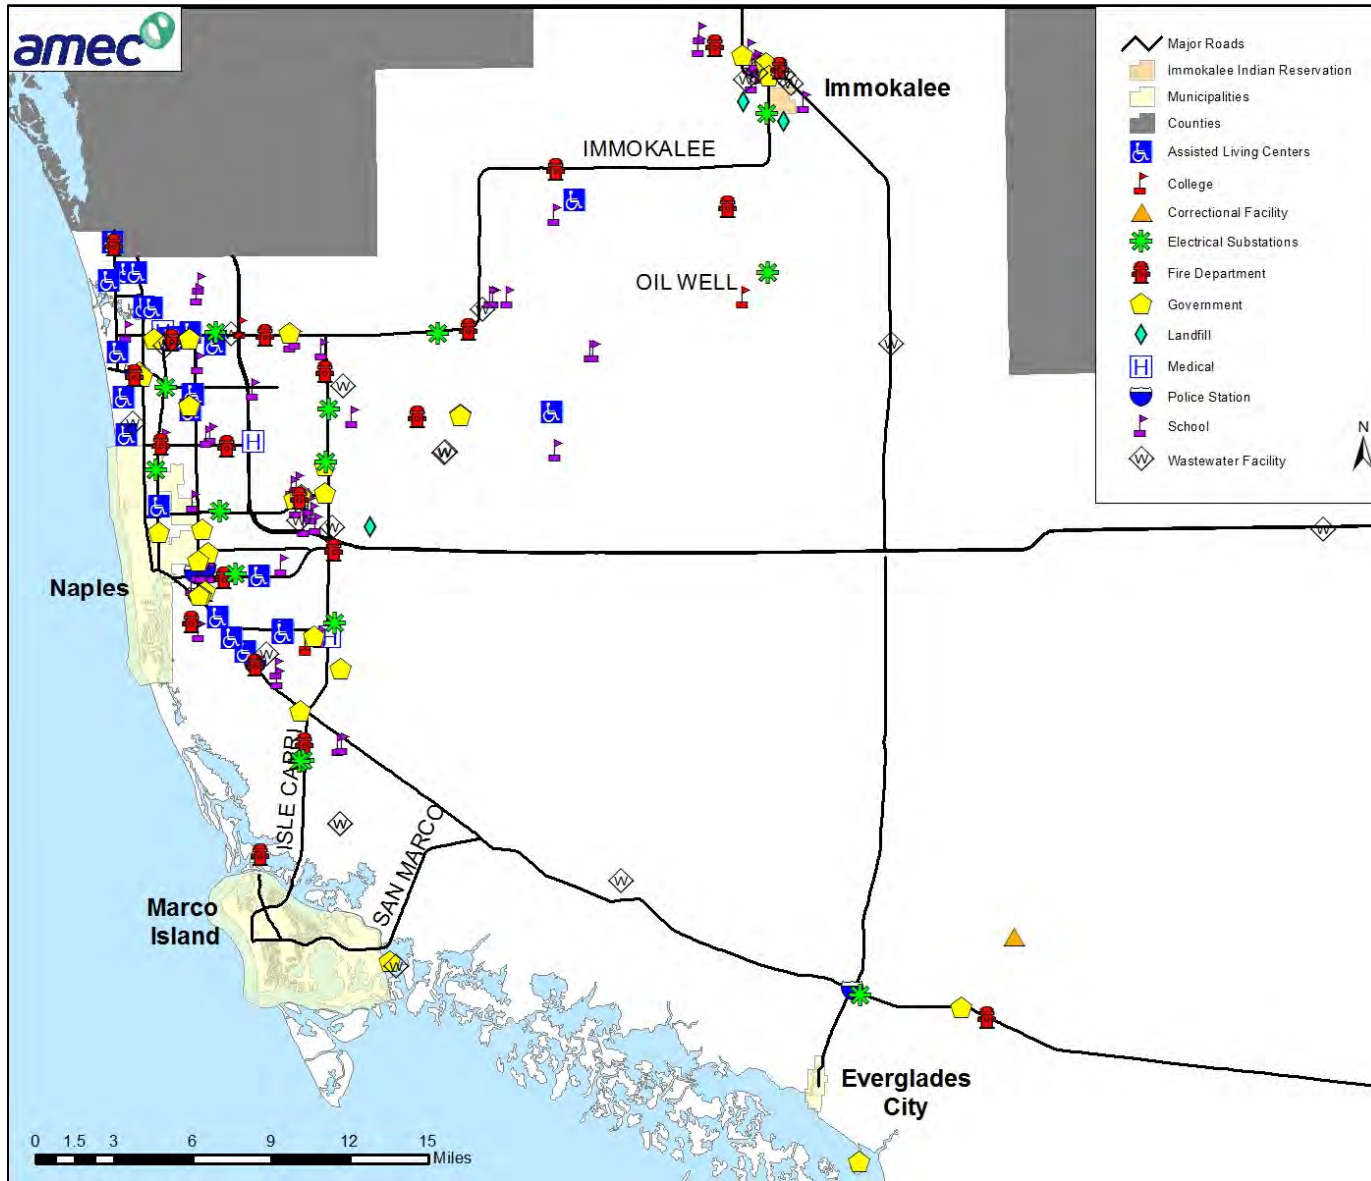 amec
Immokalee
IMMOKALEE
OIL WELL
Naples
ISLE CAPRI
SAN MARCO
Marco
Island
Everglades
City
Major Roads
Immokalee Indian Reservation
Municipalities
Counties
Assisted Living Centers
College
Correctional Facility
Electrical Substations
Fire Department
Government
Landfill
H Medical
Police Station
School
W Wastewater Facility
N
0 1.5 3 6 9 12 15
Miles